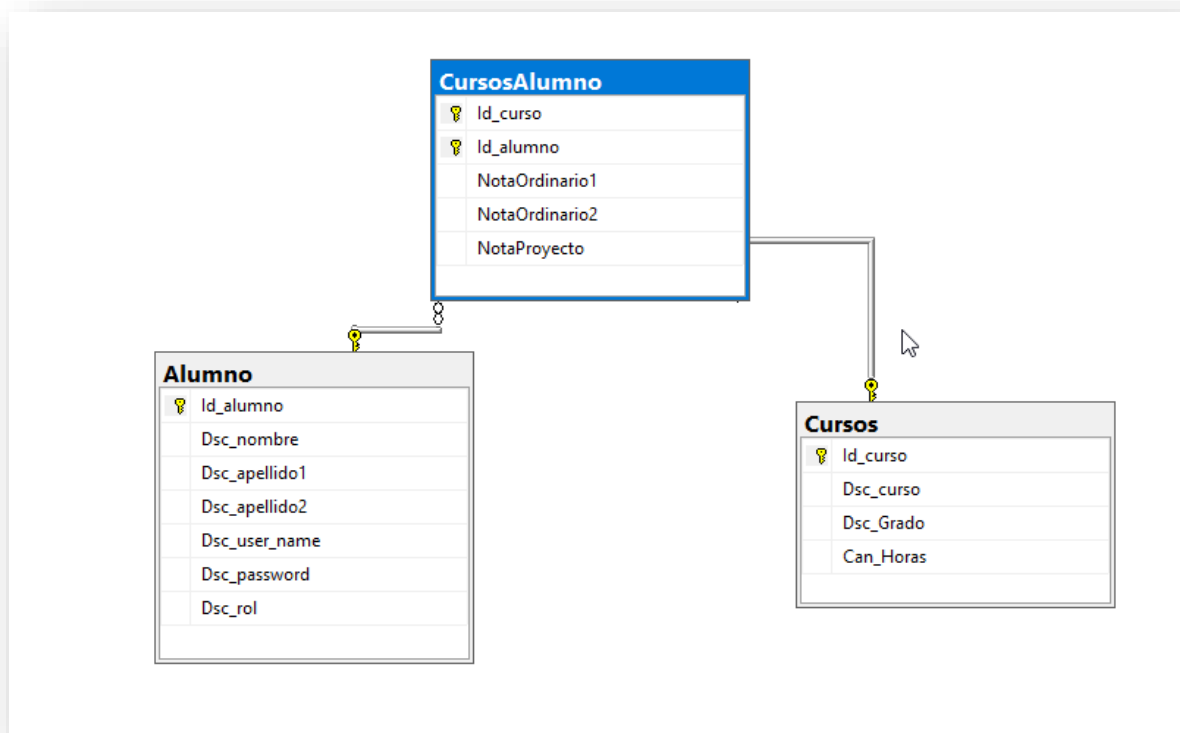 CursosAlumno
Id_curso
Id_alumno
NotaOrdinario1
NotaOrdinario2
NotaProyecto
Alumno
Id_alumno
Dsc_nombre
Dsc_apellido1
Dsc_apellido2
Dsc_user_name
Dsc_password
Dsc_rol
Cursos
Id_curso
Dsc_curso
Dsc_Grado
Can_Horas